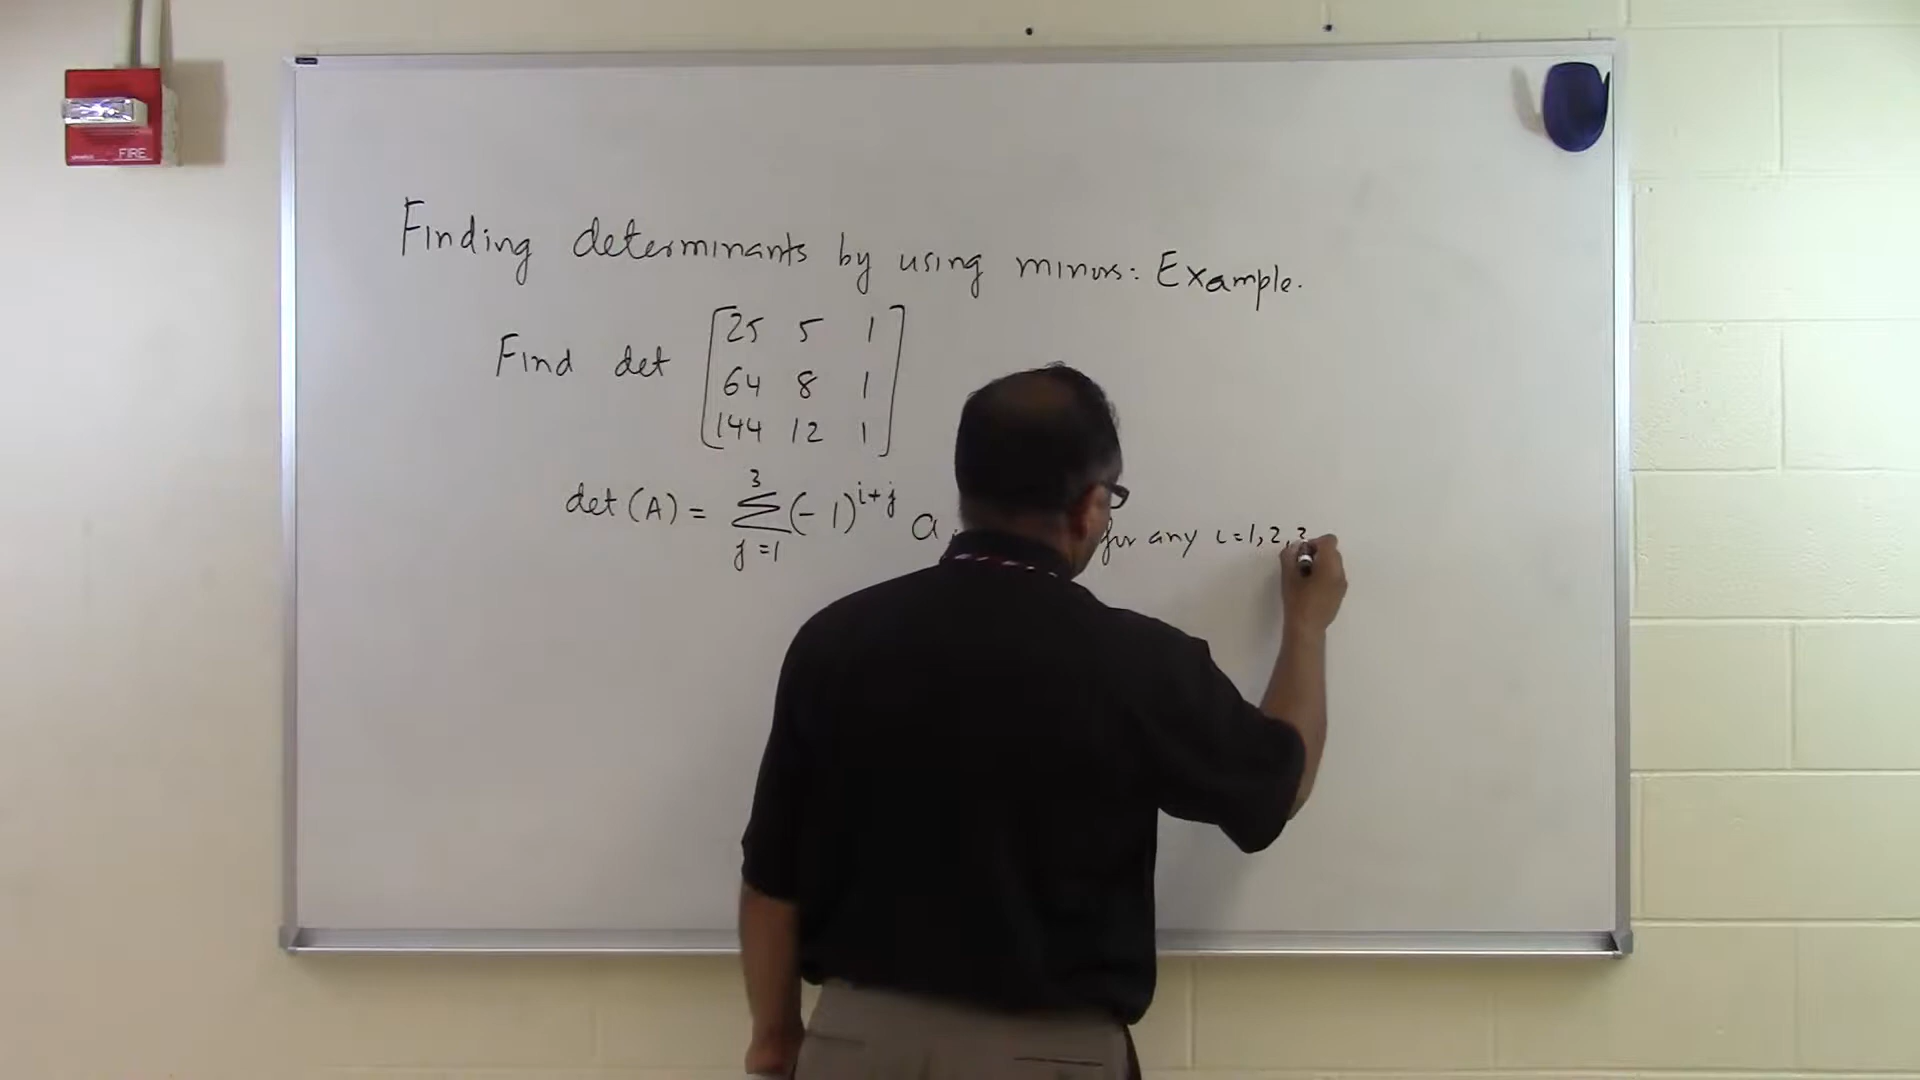 FIRE
Finding determinants by using minors: Example.
Find det [25 5 1
64 8 1
144 12 1]
det (A) = 3 Σ j=1 (-1)^i+j a for any i=1,2,3